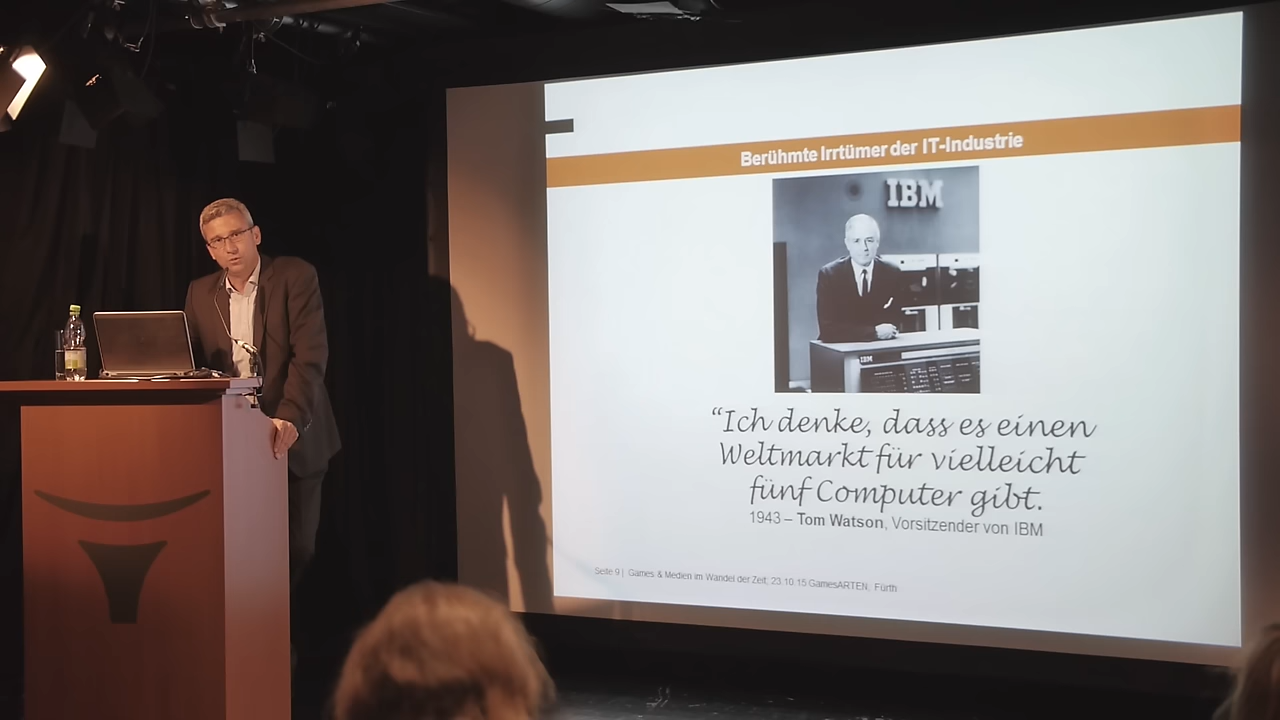 Berühmte Irrtümer der IT-Industrie
IBM
IBM
“Ich denke, dass es einen
Weltmarkt für vielleicht
fünf Computer gibt.
1943 – Tom Watson, Vorsitzender von IBM
Seite 9 | Games & Medien im Wandel der Zeit, 23.10.15 GamesARTEN, Fürth